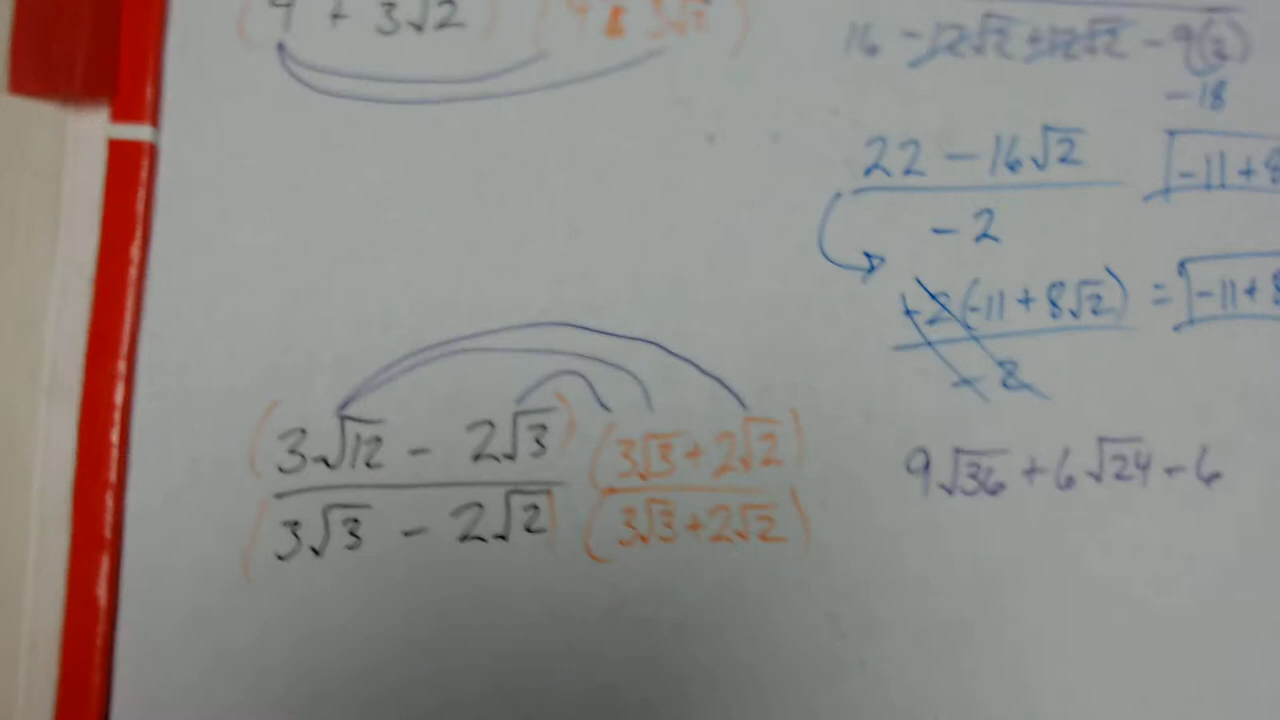 + 3√2
16 - 12√2 + 12√2 - 9(2)
-18
22 - 16√2
-2
-11 + 8
-2(-11 + 8√2) = -11 + 8
-2
(3√12 - 2√3) (3√3 + 2√2)
(3√3 - 2√2) (3√3 + 2√2)
9√36 + 6√24 - 6